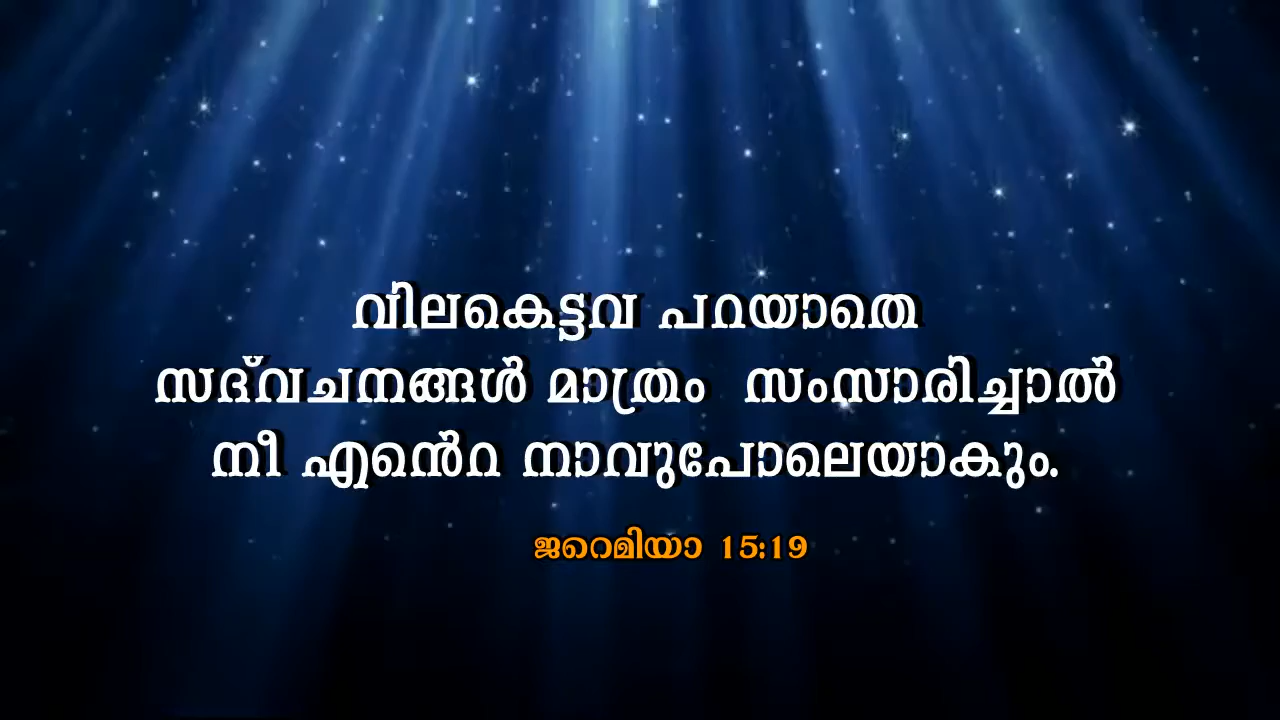 വിലകെട്ടവ പറയാതെ
സദ്‌വചനങ്ങൾ മാത്രം സംസാരിച്ചാൽ
നീ എൻെറ നാവുപോലെയാകും.
ജറെമിയാ 15:19